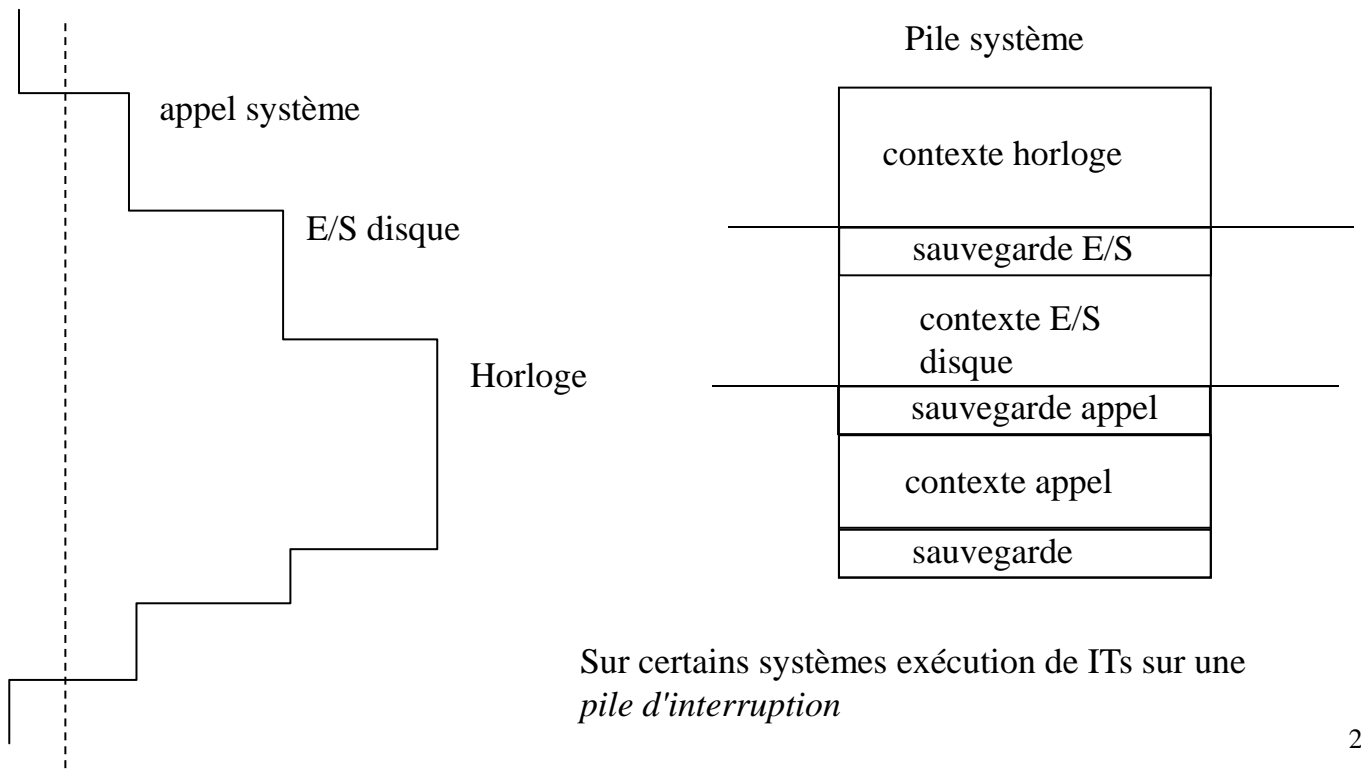 Pile système
appel système
contexte horloge
E/S disque
sauvegarde E/S
contexte E/S
disque
Horloge
sauvegarde appel
contexte appel
sauvegarde
Sur certains systèmes exécution de ITs sur une
pile d'interruption
2